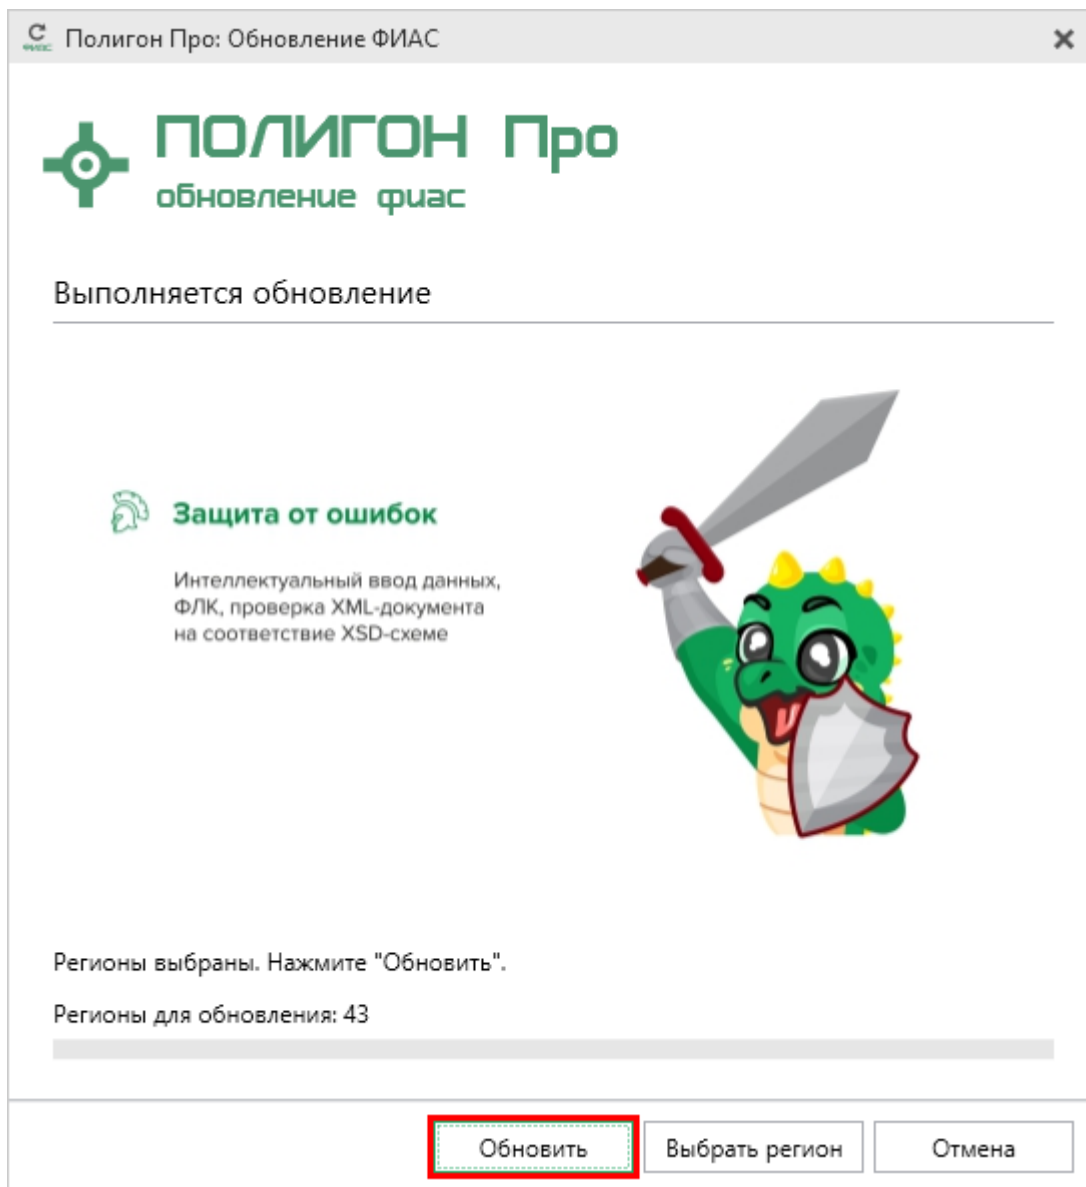 ФИАС Полигон Про: Обновление ФИАС
ПОЛИГОН Про
обновление фиас
Выполняется обновление
Защита от ошибок
Интеллектуальный ввод данных,
ФЛК, проверка XML-документа
на соответствие XSD-схеме
Регионы выбраны. Нажмите "Обновить".
Регионы для обновления: 43
Обновить Выбрать регион Отмена